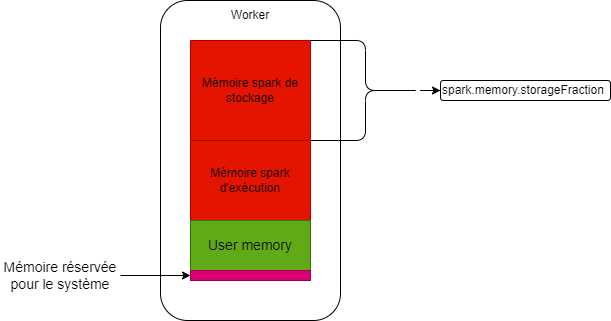 Worker
Mémoire spark de
stockage
spark.memory.storageFraction
Mémoire spark
d'exécution
User memory
Mémoire réservée
pour le système